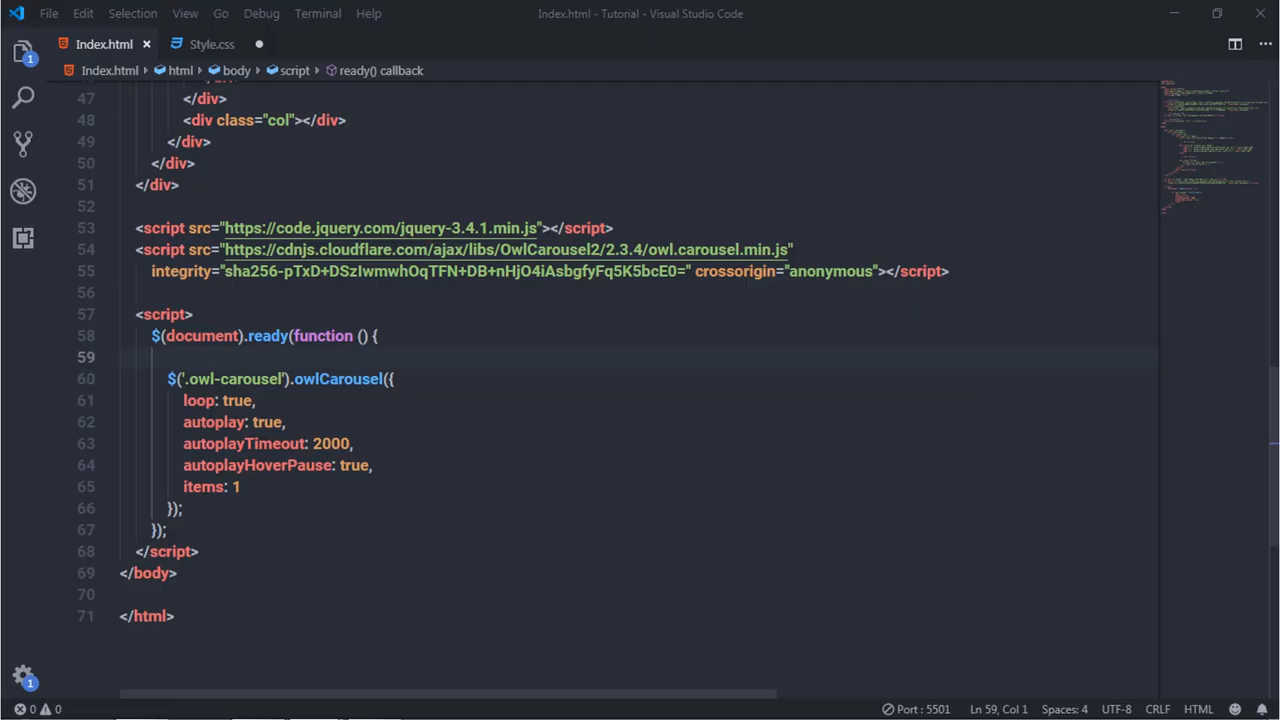 File Edit Selection View Go Debug Terminal Help Index.html - Tutorial - Visual Studio Code
Index.html Style.css
Index.html html body script ready() callback
47 </div>
48 <div class="col"></div>
49 </div>
50 </div>
51 </div>
52
53 <script src="https://code.jquery.com/jquery-3.4.1.min.js"></script>
54 <script src="https://cdnjs.cloudflare.com/ajax/libs/OwlCarousel2/2.3.4/owl.carousel.min.js"
55 integrity="sha256-pTxD+DSzIwmwhOqTFN+DB+nHjO4iAsbgfyFq5K5bcE0=" crossorigin="anonymous"></script>
56
57 <script>
58 $(document).ready(function () {
59
60 $('.owl-carousel').owlCarousel({
61 loop: true,
62 autoplay: true,
63 autoplayTimeout: 2000,
64 autoplayHoverPause: true,
65 items: 1
66 });
67 });
68 </script>
69 </body>
70
71 </html>
1
1
0 0 Port : 5501 Ln 59, Col 1 Spaces: 4 UTF-8 CRLF HTML